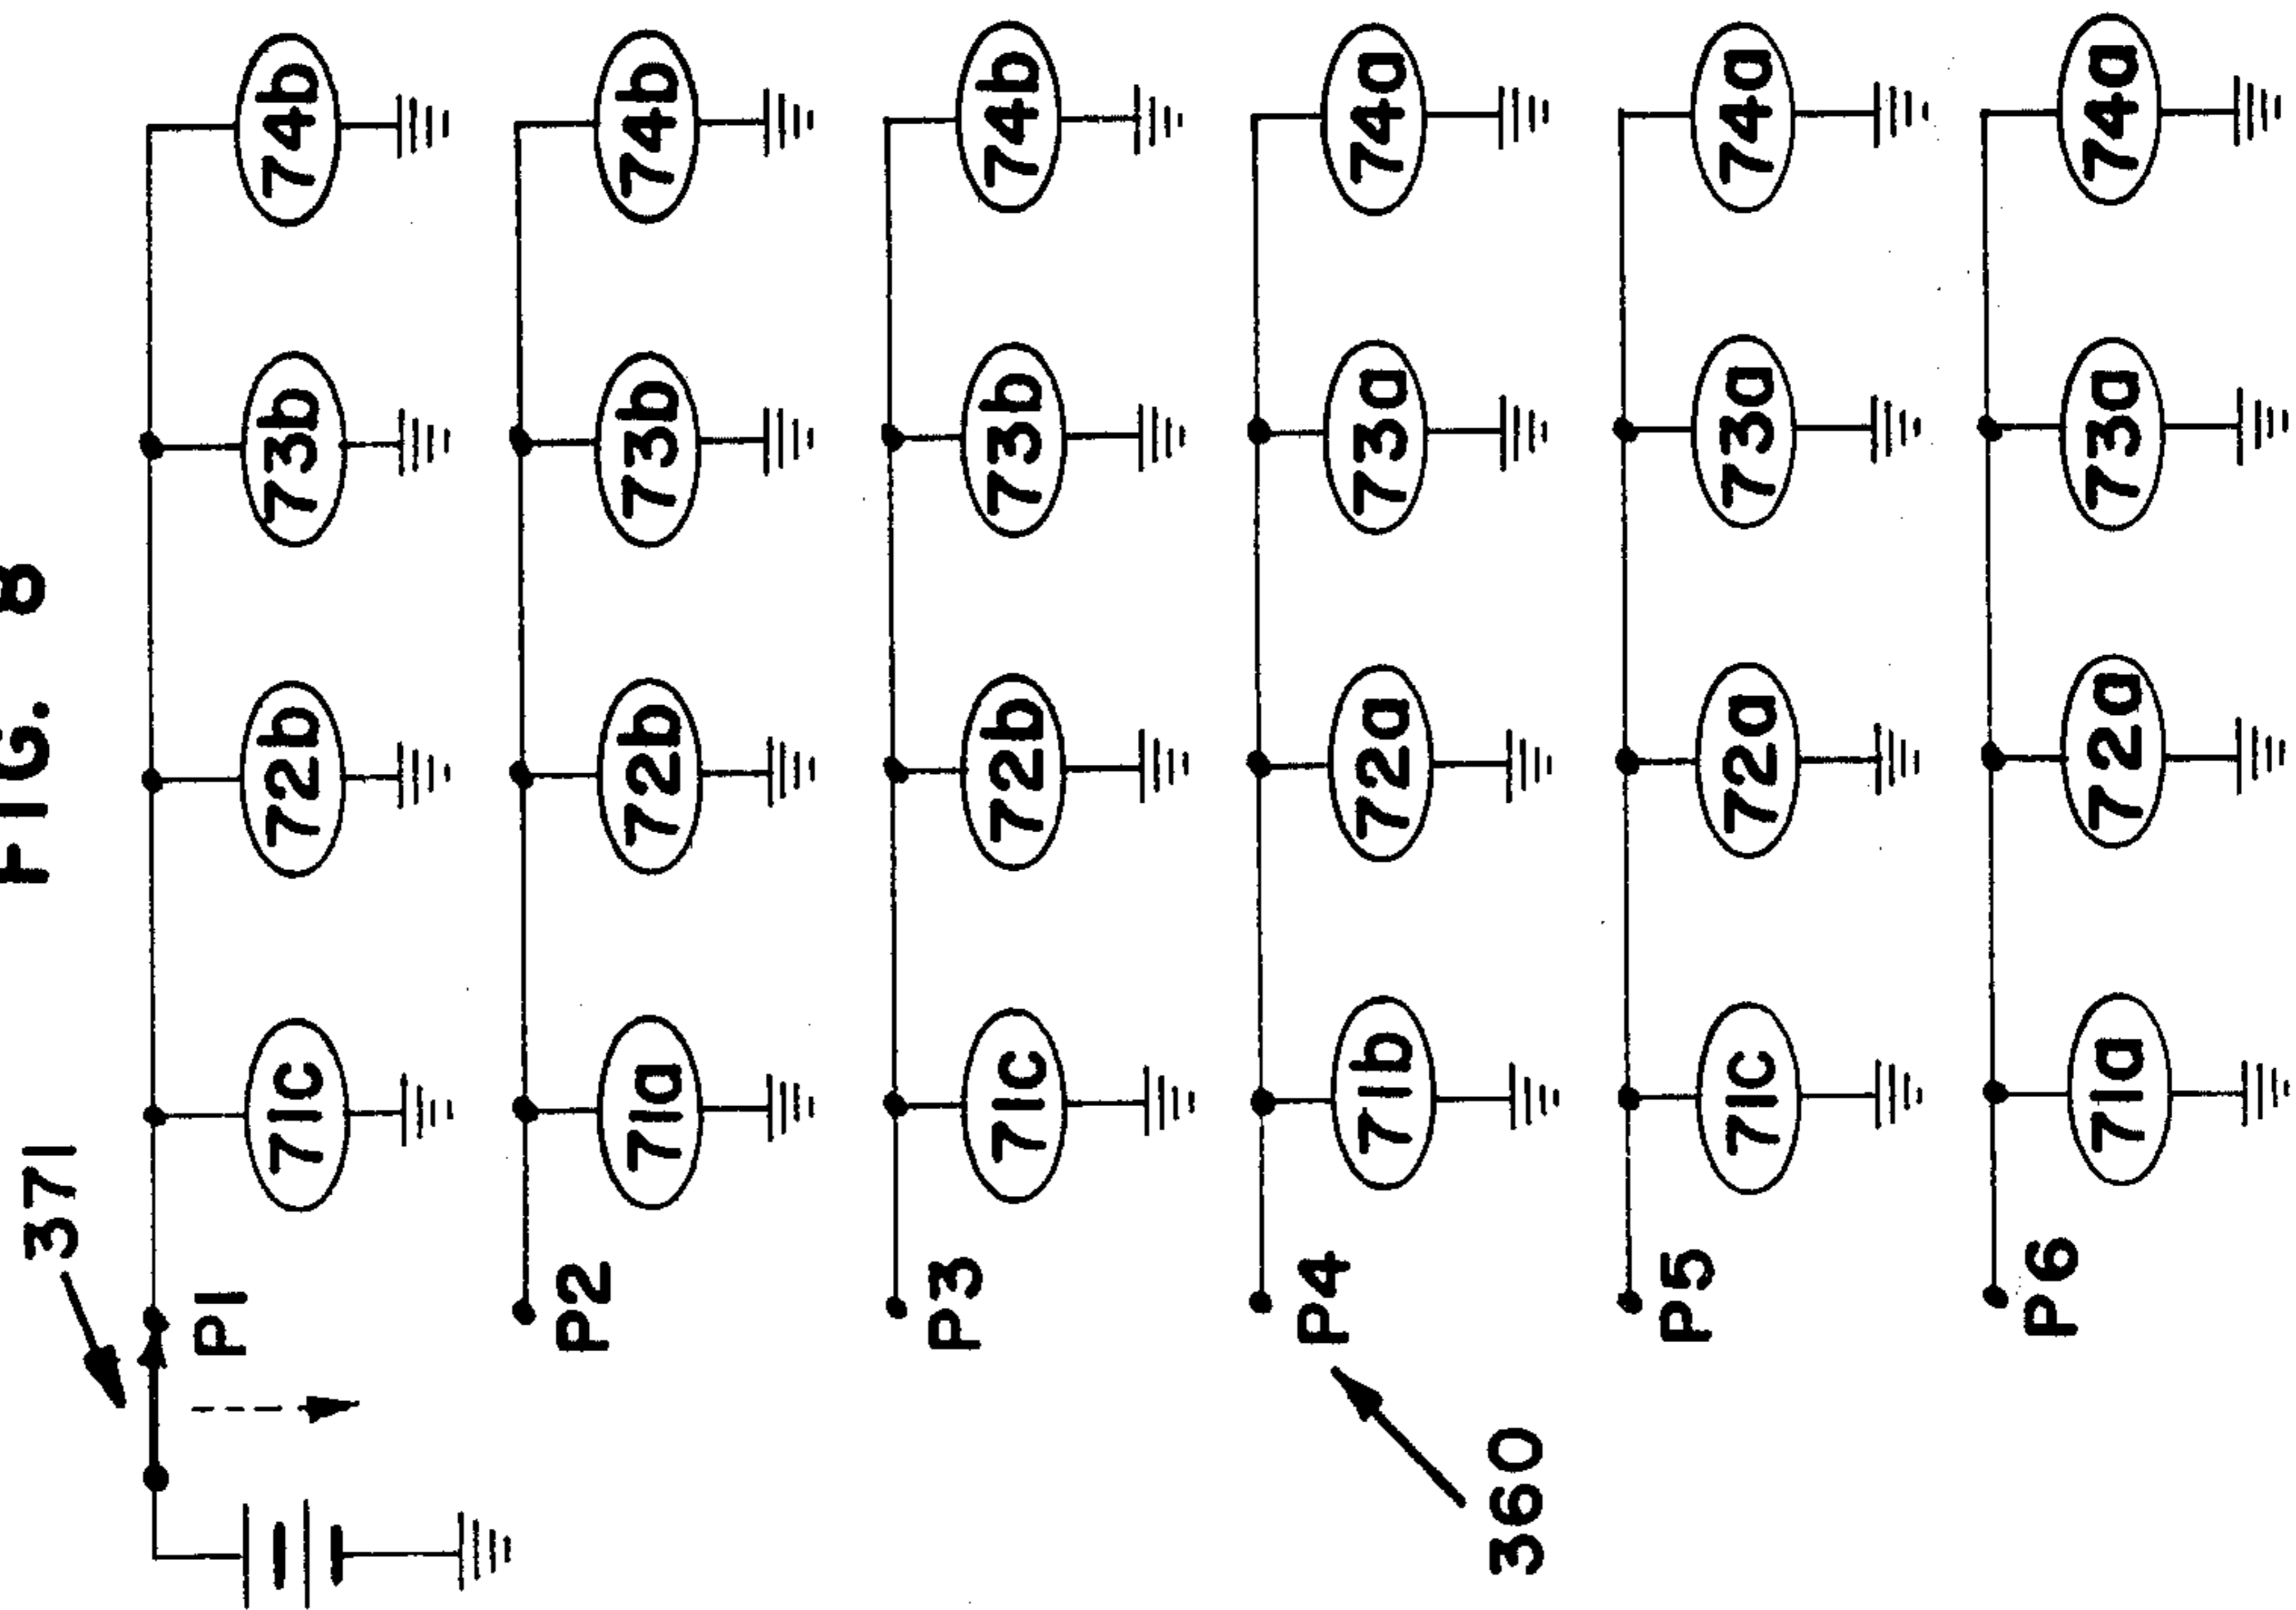 FIG. 8
371
P1
71c 72b 73b 74b
P2
71a 72b 73b 74b
P3
71c 72b 73b 74b
P4
71b 72a 73a 74a
360
P5
71c 72a 73a 74a
P6
71a 72a 73a 74a